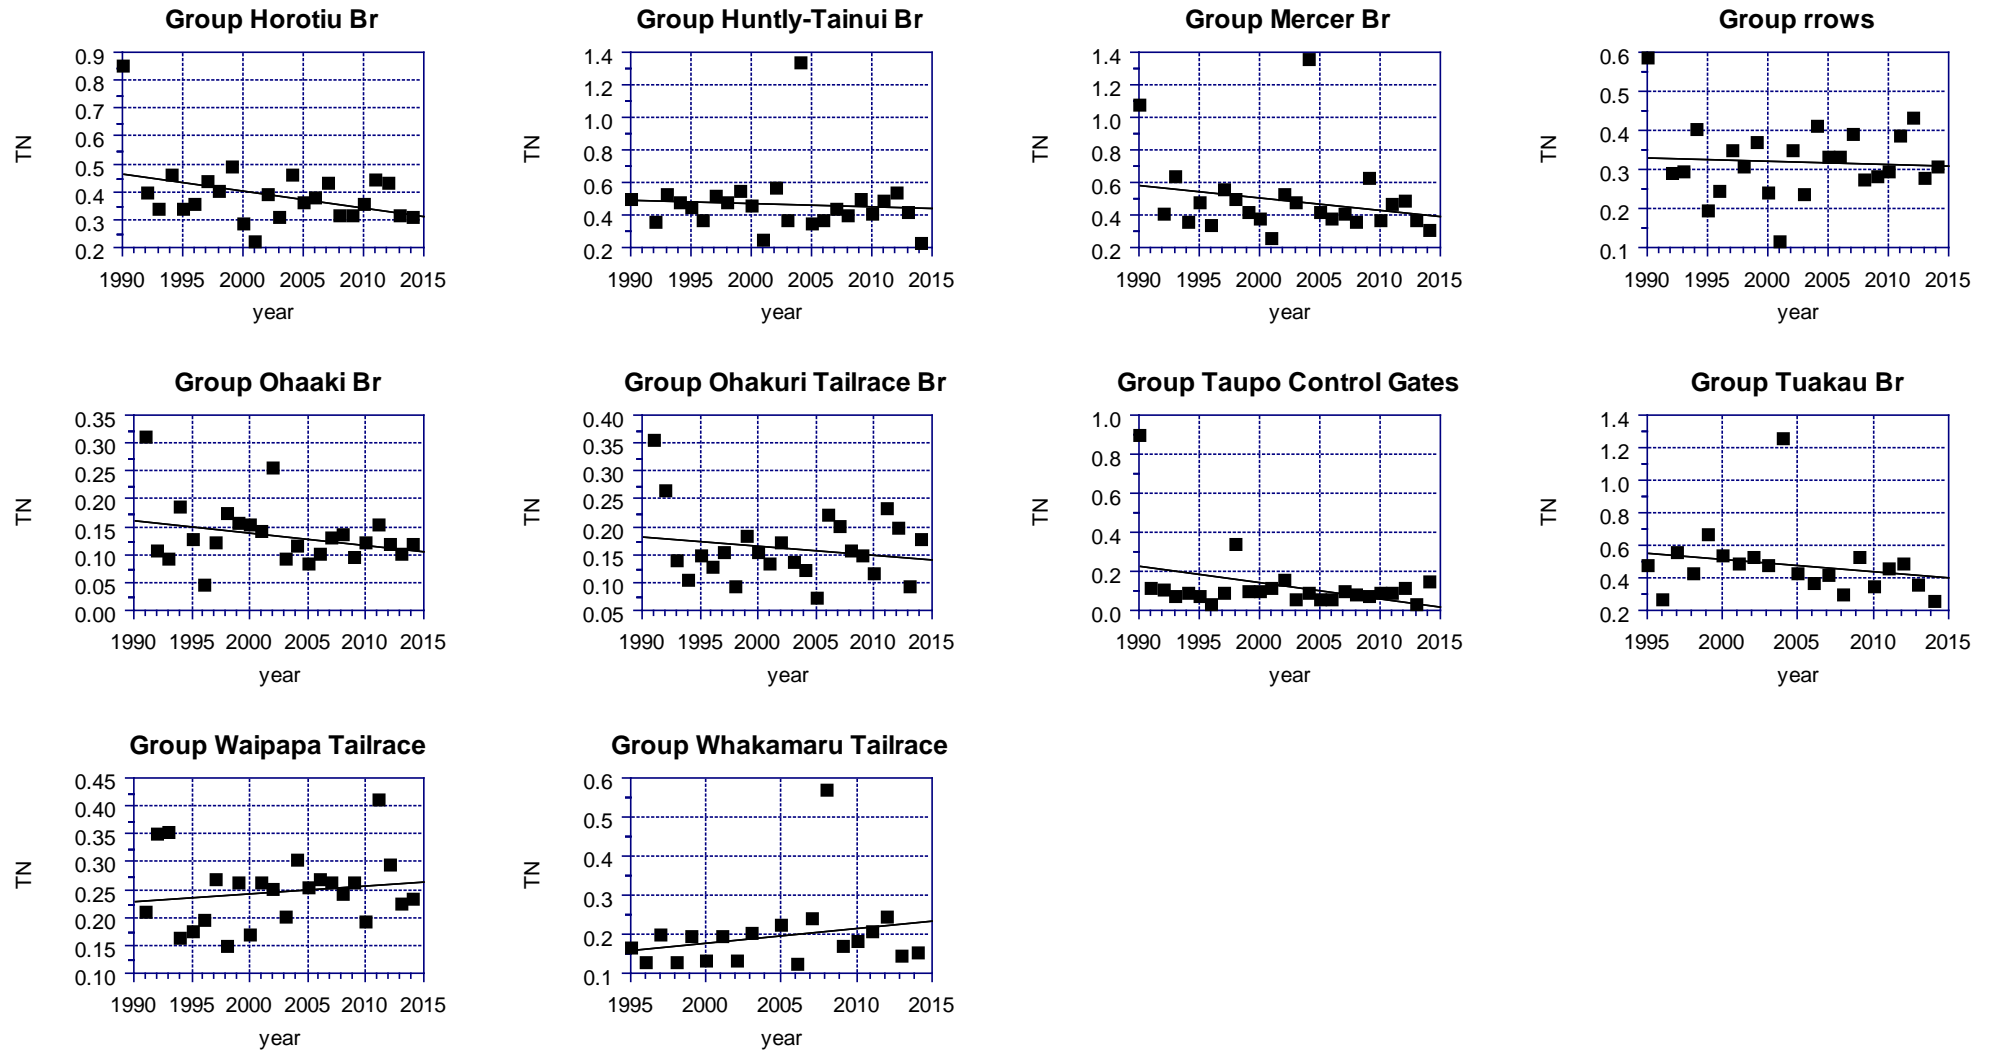 Group Horotiu Br
TN
0.9
0.8
0.7
0.6
0.5
0.4
0.3
0.2
1990 1995 2000 2005 2010 2015
year
Group Huntly-Tainui Br
TN
1.4
1.2
1.0
0.8
0.6
0.4
0.2
1990 1995 2000 2005 2010 2015
year
Group Mercer Br
TN
1.4
1.2
1.0
0.8
0.6
0.4
0.2
1990 1995 2000 2005 2010 2015
year
Group rrows
TN
0.6
0.5
0.4
0.3
0.2
0.1
1990 1995 2000 2005 2010 2015
year
Group Ohaaki Br
TN
0.35
0.30
0.25
0.20
0.15
0.10
0.05
0.00
1990 1995 2000 2005 2010 2015
year
Group Ohakuri Tailrace Br
TN
0.40
0.35
0.30
0.25
0.20
0.15
0.10
0.05
1990 1995 2000 2005 2010 2015
year
Group Taupo Control Gates
TN
1.0
0.8
0.6
0.4
0.2
0.0
1990 1995 2000 2005 2010 2015
year
Group Tuakau Br
TN
1.4
1.2
1.0
0.8
0.6
0.4
0.2
1995 2000 2005 2010 2015
year
Group Waipapa Tailrace
TN
0.45
0.40
0.35
0.30
0.25
0.20
0.15
0.10
1990 1995 2000 2005 2010 2015
year
Group Whakamaru Tailrace
TN
0.6
0.5
0.4
0.3
0.2
0.1
1995 2000 2005 2010 2015
year